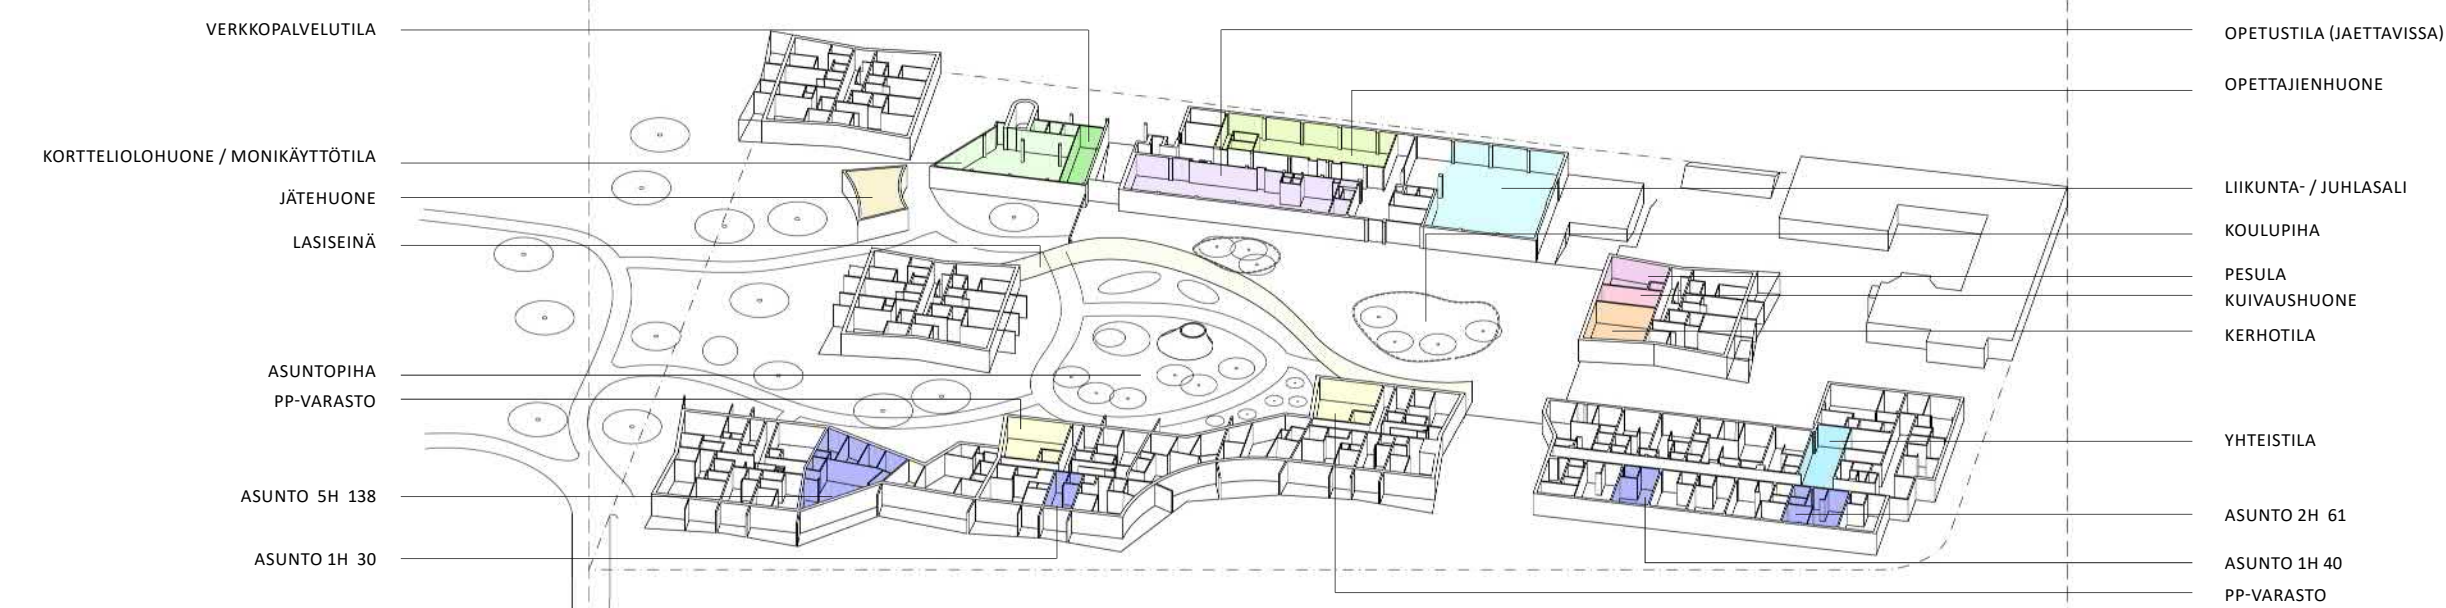 VERKKOPALVELUTILA
KORTTELIOLOHUONE / MONIKÄYTTÖTILA
JÄTEHUONE
LASISEINÄ
ASUNTOPIHA
PP-VARASTO
ASUNTO 5H 138
ASUNTO 1H 30
OPETUSTILA (JAETTAVISSA)
OPETTAJIENHUONE
LIIKUNTA- / JUHLASALI
KOULUPIHA
PESULA
KUIVAUSHUONE
KERHOTILA
YHTEISTILA
ASUNTO 2H 61
ASUNTO 1H 40
PP-VARASTO